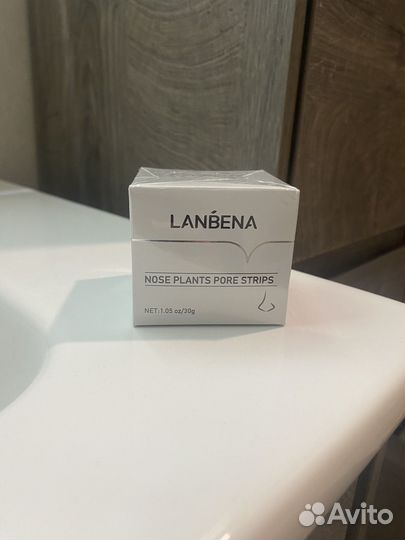 LANBENA
NOSE PLANTS PORE STRIPS
NET:1.05 oz/30g
Avito